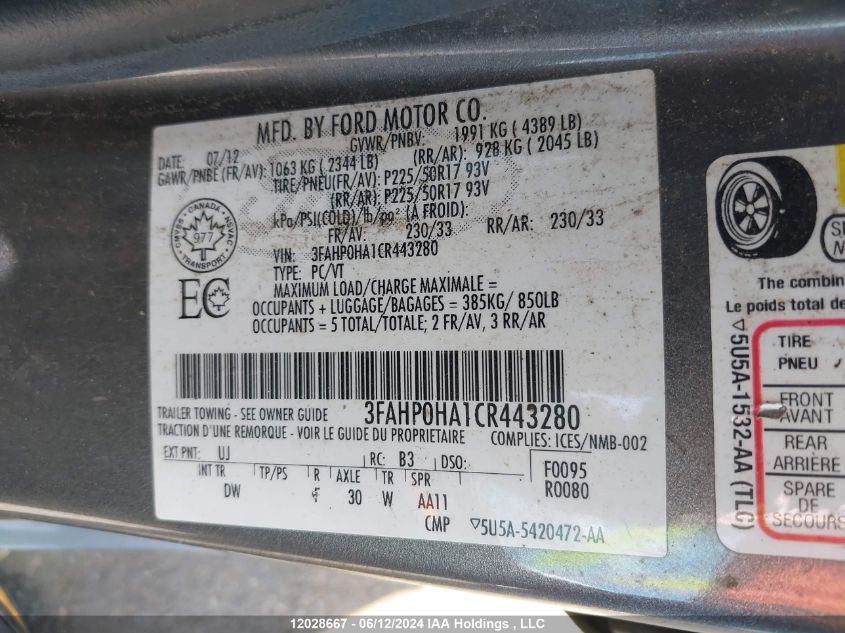 MFD. BY FORD MOTOR CO.
DATE: 07/12 GVWR/PNBV: 1991 KG ( 4389 LB)
GAWR/PNBE (FR/AV): 1063 KG ( 2344 LB) (RR/AR): 928 KG ( 2045 LB)
TIRE/PNEU(FR/AV): P225/50R17 93V
(RR/AR): P225/50R17 93V
kPa/PSI(COLD)/lb/po² (À FROID):
FR/AV: 230/33 RR/AR: 230/33
VIN: 3FAHP0HA1CR443280
TYPE: PC/VT
MAXIMUM LOAD/CHARGE MAXIMALE =
OCCUPANTS + LUGGAGE/BAGAGES = 385KG/ 850LB
OCCUPANTS = 5 TOTAL/TOTALE; 2 FR/AV, 3 RR/AR
CANADA
CMVSS NSVAC
977
TRANSPORT
EC
3FAHP0HA1CR443280
TRAILER TOWING - SEE OWNER GUIDE
TRACTION D'UNE REMORQUE - VOIR LE GUIDE DU PROPRIETAIRE
COMPLIES: ICES/NMB-002
EXT PNT: UJ RC: B3 DSO: F0095
INT TR TP/PS R AXLE TR SPR R0080
DW F 30 W AA11
CMP ▽5U5A-5420472-AA
The combin
Le poids total de
▽5U5A-1532-AA (TLC)
TIRE
PNEU
FRONT
AVANT
REAR
ARRIÈRE
SPARE
DE
SECOURS
12028667 - 06/12/2024 IAA Holdings , LLC